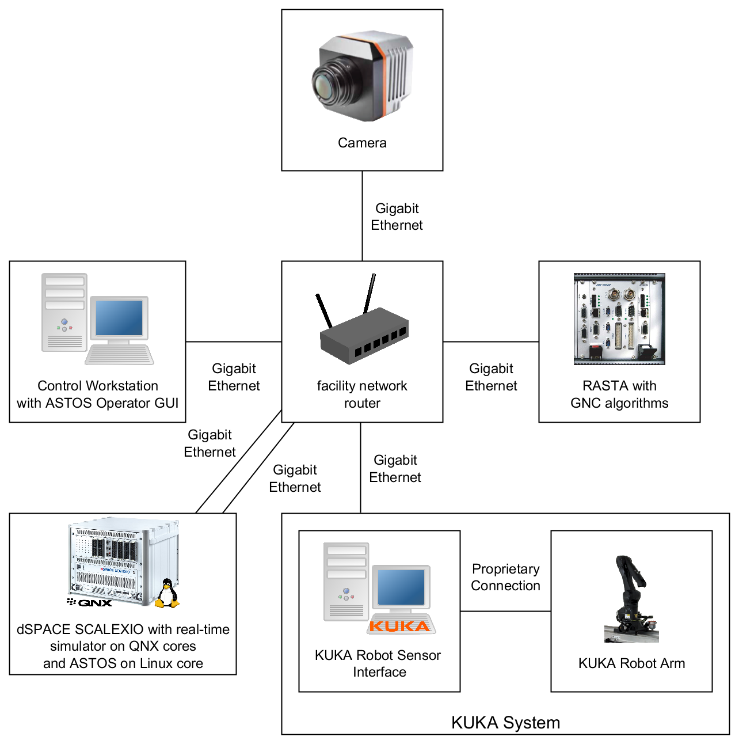 Camera
Gigabit
Ethernet
Control Workstation
with ASTOS Operator GUI
Gigabit
Ethernet
facility network
router
Gigabit
Ethernet
RASTA with
GNC algorithms
Gigabit
Ethernet
Gigabit
Ethernet
Gigabit
Ethernet
QNX
dSPACE SCALEXIO with real-time
simulator on QNX cores
and ASTOS on Linux core
KUKA
KUKA Robot Sensor
Interface
Proprietary
Connection
KUKA Robot Arm
KUKA System